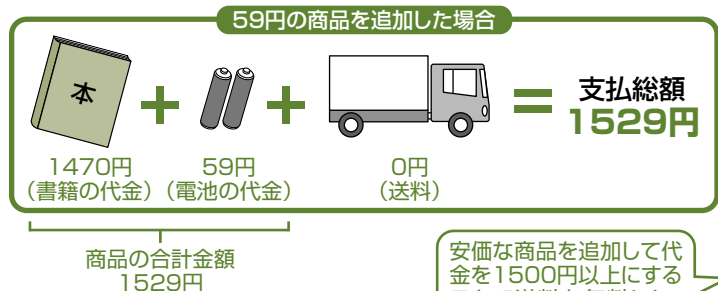 59円の商品を追加した場合
本
支払総額
1529円
1470円
(書籍の代金)
59円
(電池の代金)
0円
(送料)
商品の合計金額
1529円
安価な商品を追加して代
金を1500円以上にする